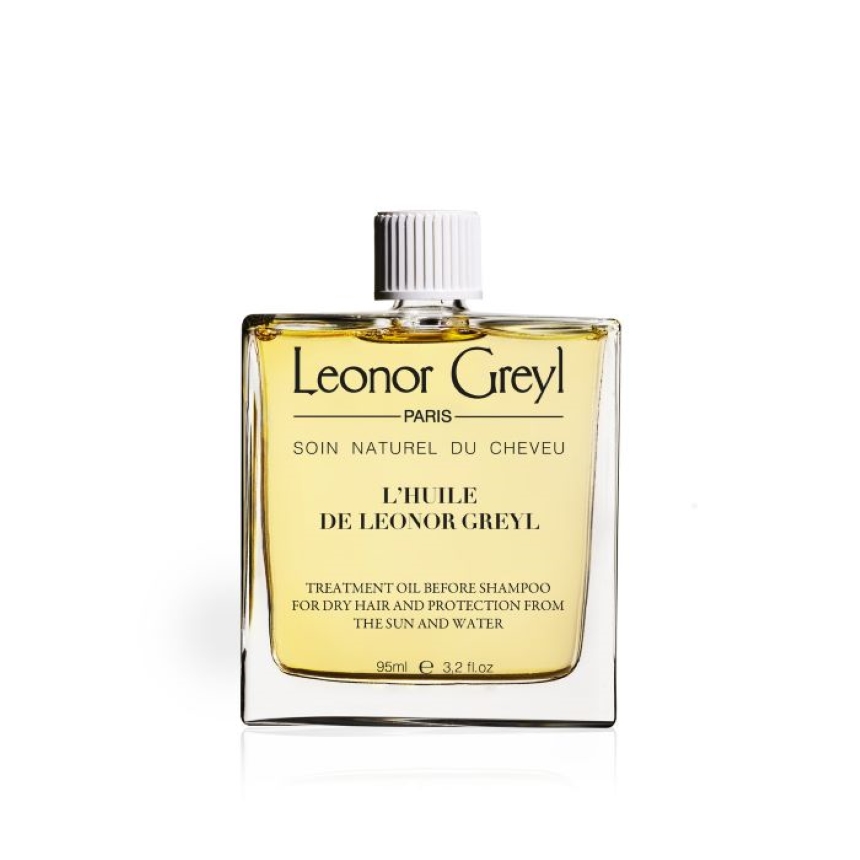 Leonor Greyl
PARIS
SOIN NATUREL DU CHEVEU
L'HUILE
DE LEONOR GREYL
TREATMENT OIL BEFORE SHAMPOO
FOR DRY HAIR AND PROTECTION FROM
THE SUN AND WATER
95ml ℮ 3,2 fl.oz